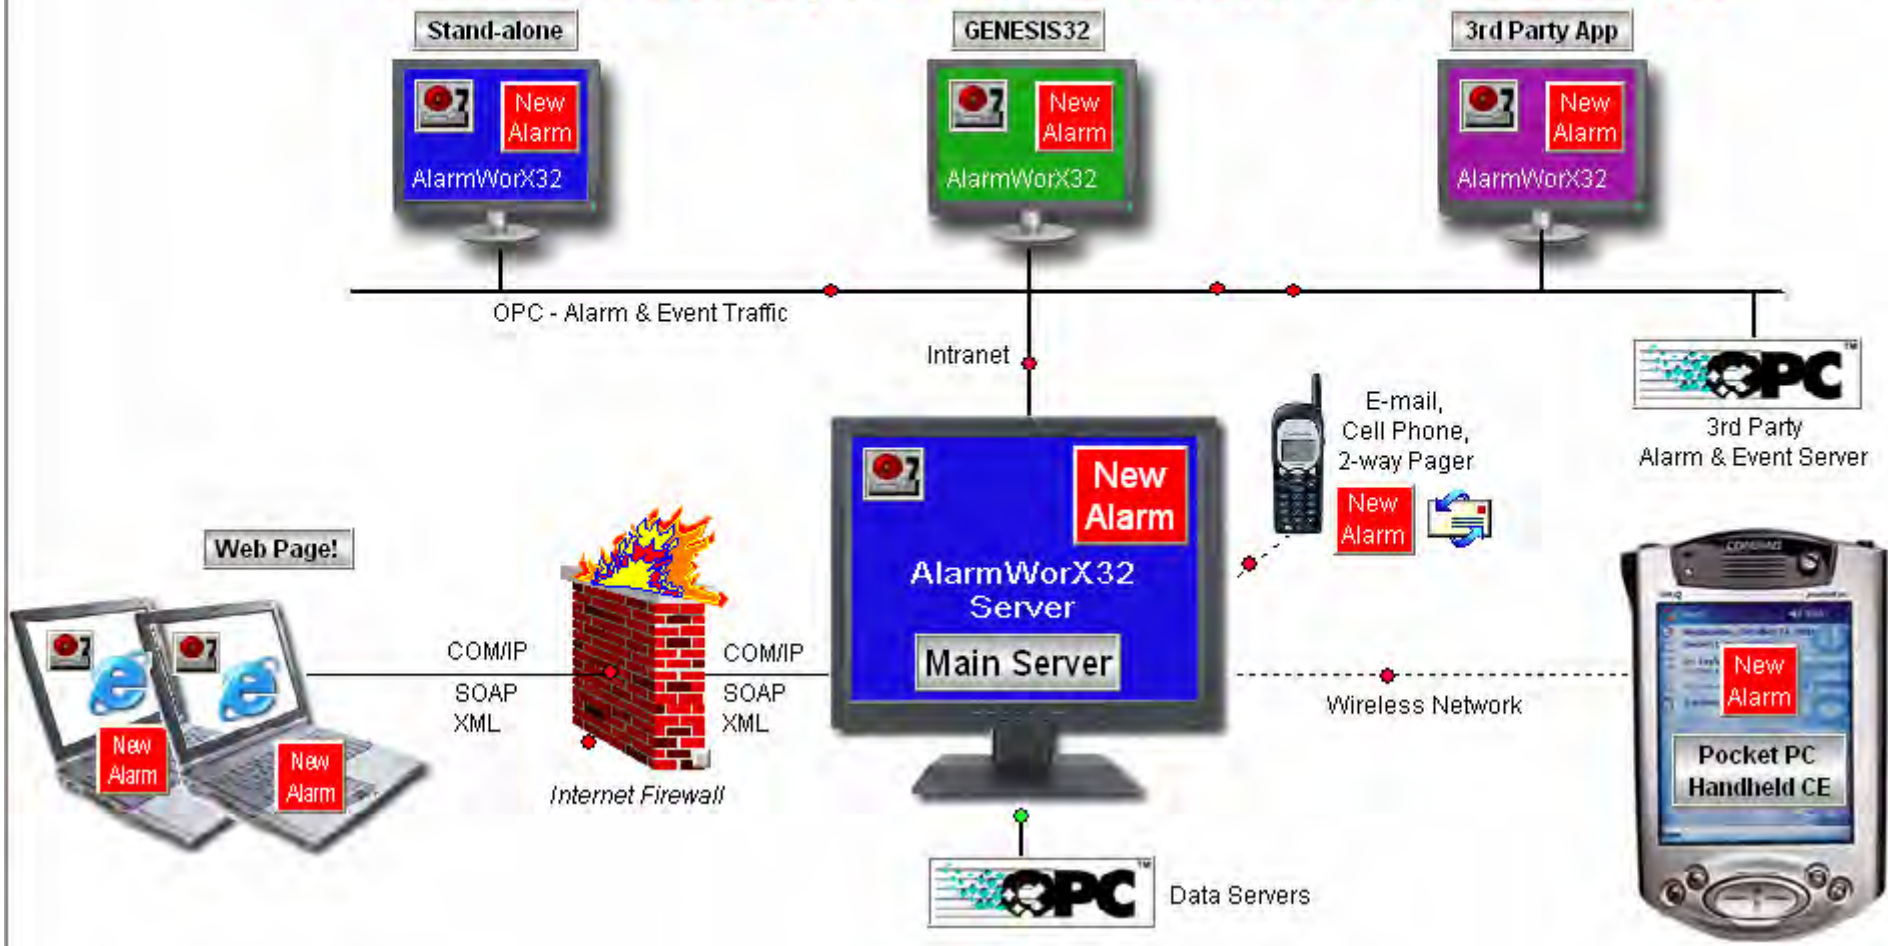 Stand-alone
GENESIS32
3rd Party App
New
Alarm
AlarmWorX32
New
Alarm
AlarmWorX32
New
Alarm
AlarmWorX32
OPC - Alarm & Event Traffic
Intranet
OPC™
3rd Party
Alarm & Event Server
E-mail,
Cell Phone,
2-way Pager
New
Alarm
New
Alarm
AlarmWorX32
Server
Main Server
Web Page!
New
Alarm
New
Alarm
COM/IP
SOAP
XML
COM/IP
SOAP
XML
Internet Firewall
Wireless Network
COMPAQ
New
Alarm
Pocket PC
Handheld CE
OPC™
Data Servers